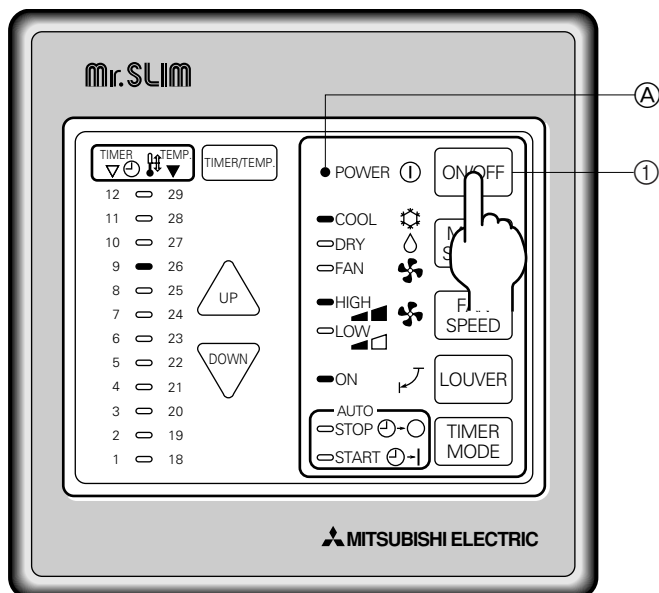 Mr.SLIM
TIMER TEMP.
TIMER/TEMP.
12 29
11 28
10 27
9 26
8 25
7 24
6 23
5 22
4 21
3 20
2 19
1 18
UP
DOWN
POWER
ON/OFF
COOL
DRY
FAN
HIGH
LOW
SPEED
ON
LOUVER
AUTO
STOP
START
TIMER
MODE
MITSUBISHI ELECTRIC
A
1